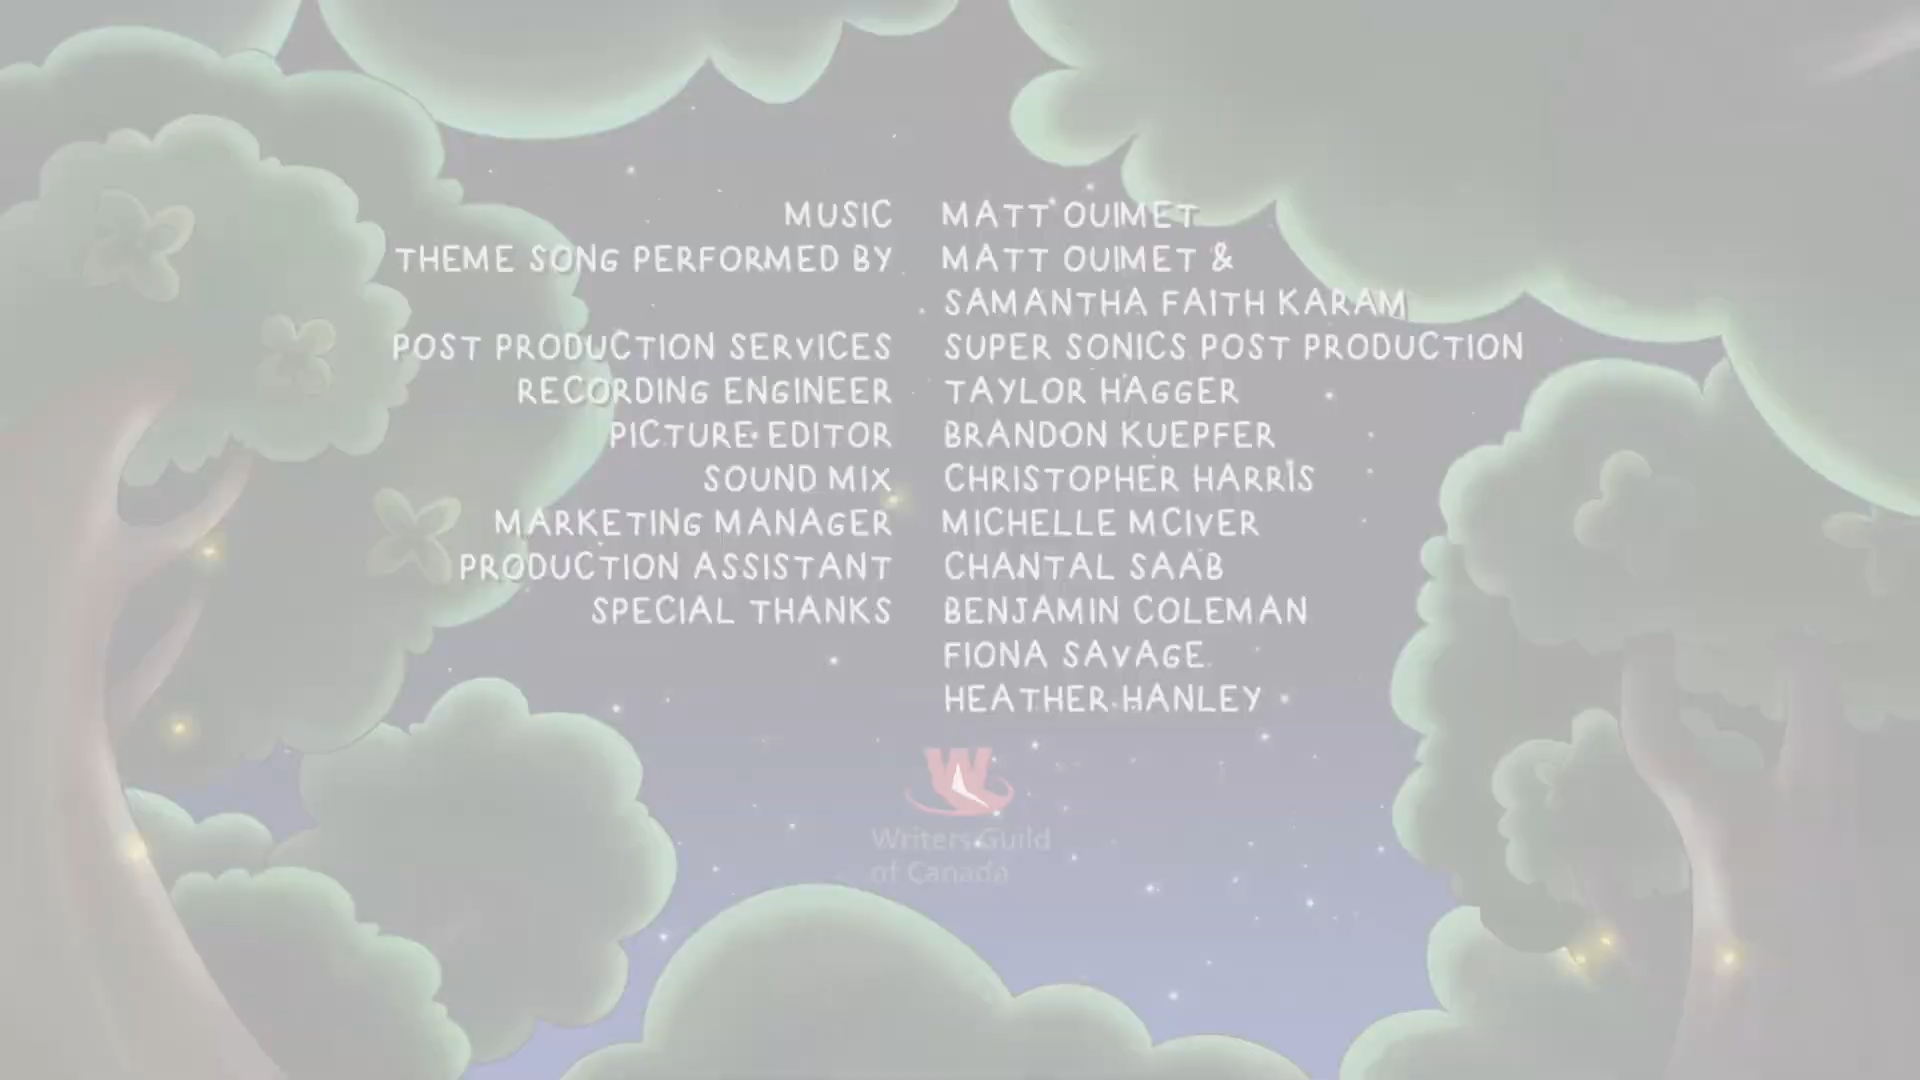 MUSIC MATT OUIMET
THEME SONG PERFORMED BY MATT OUIMET &
SAMANTHA FAITH KARAM
POST PRODUCTION SERVICES SUPER SONICS POST PRODUCTION
RECORDING ENGINEER TAYLOR HAGGER
PICTURE EDITOR BRANDON KUEPFER
SOUND MIX CHRISTOPHER HARRIS
MARKETING MANAGER MICHELLE MCIVER
PRODUCTION ASSISTANT CHANTAL SAAB
SPECIAL THANKS BENJAMIN COLEMAN
FIONA SAVAGE
HEATHER HANLEY
Writers Guild
of Canada